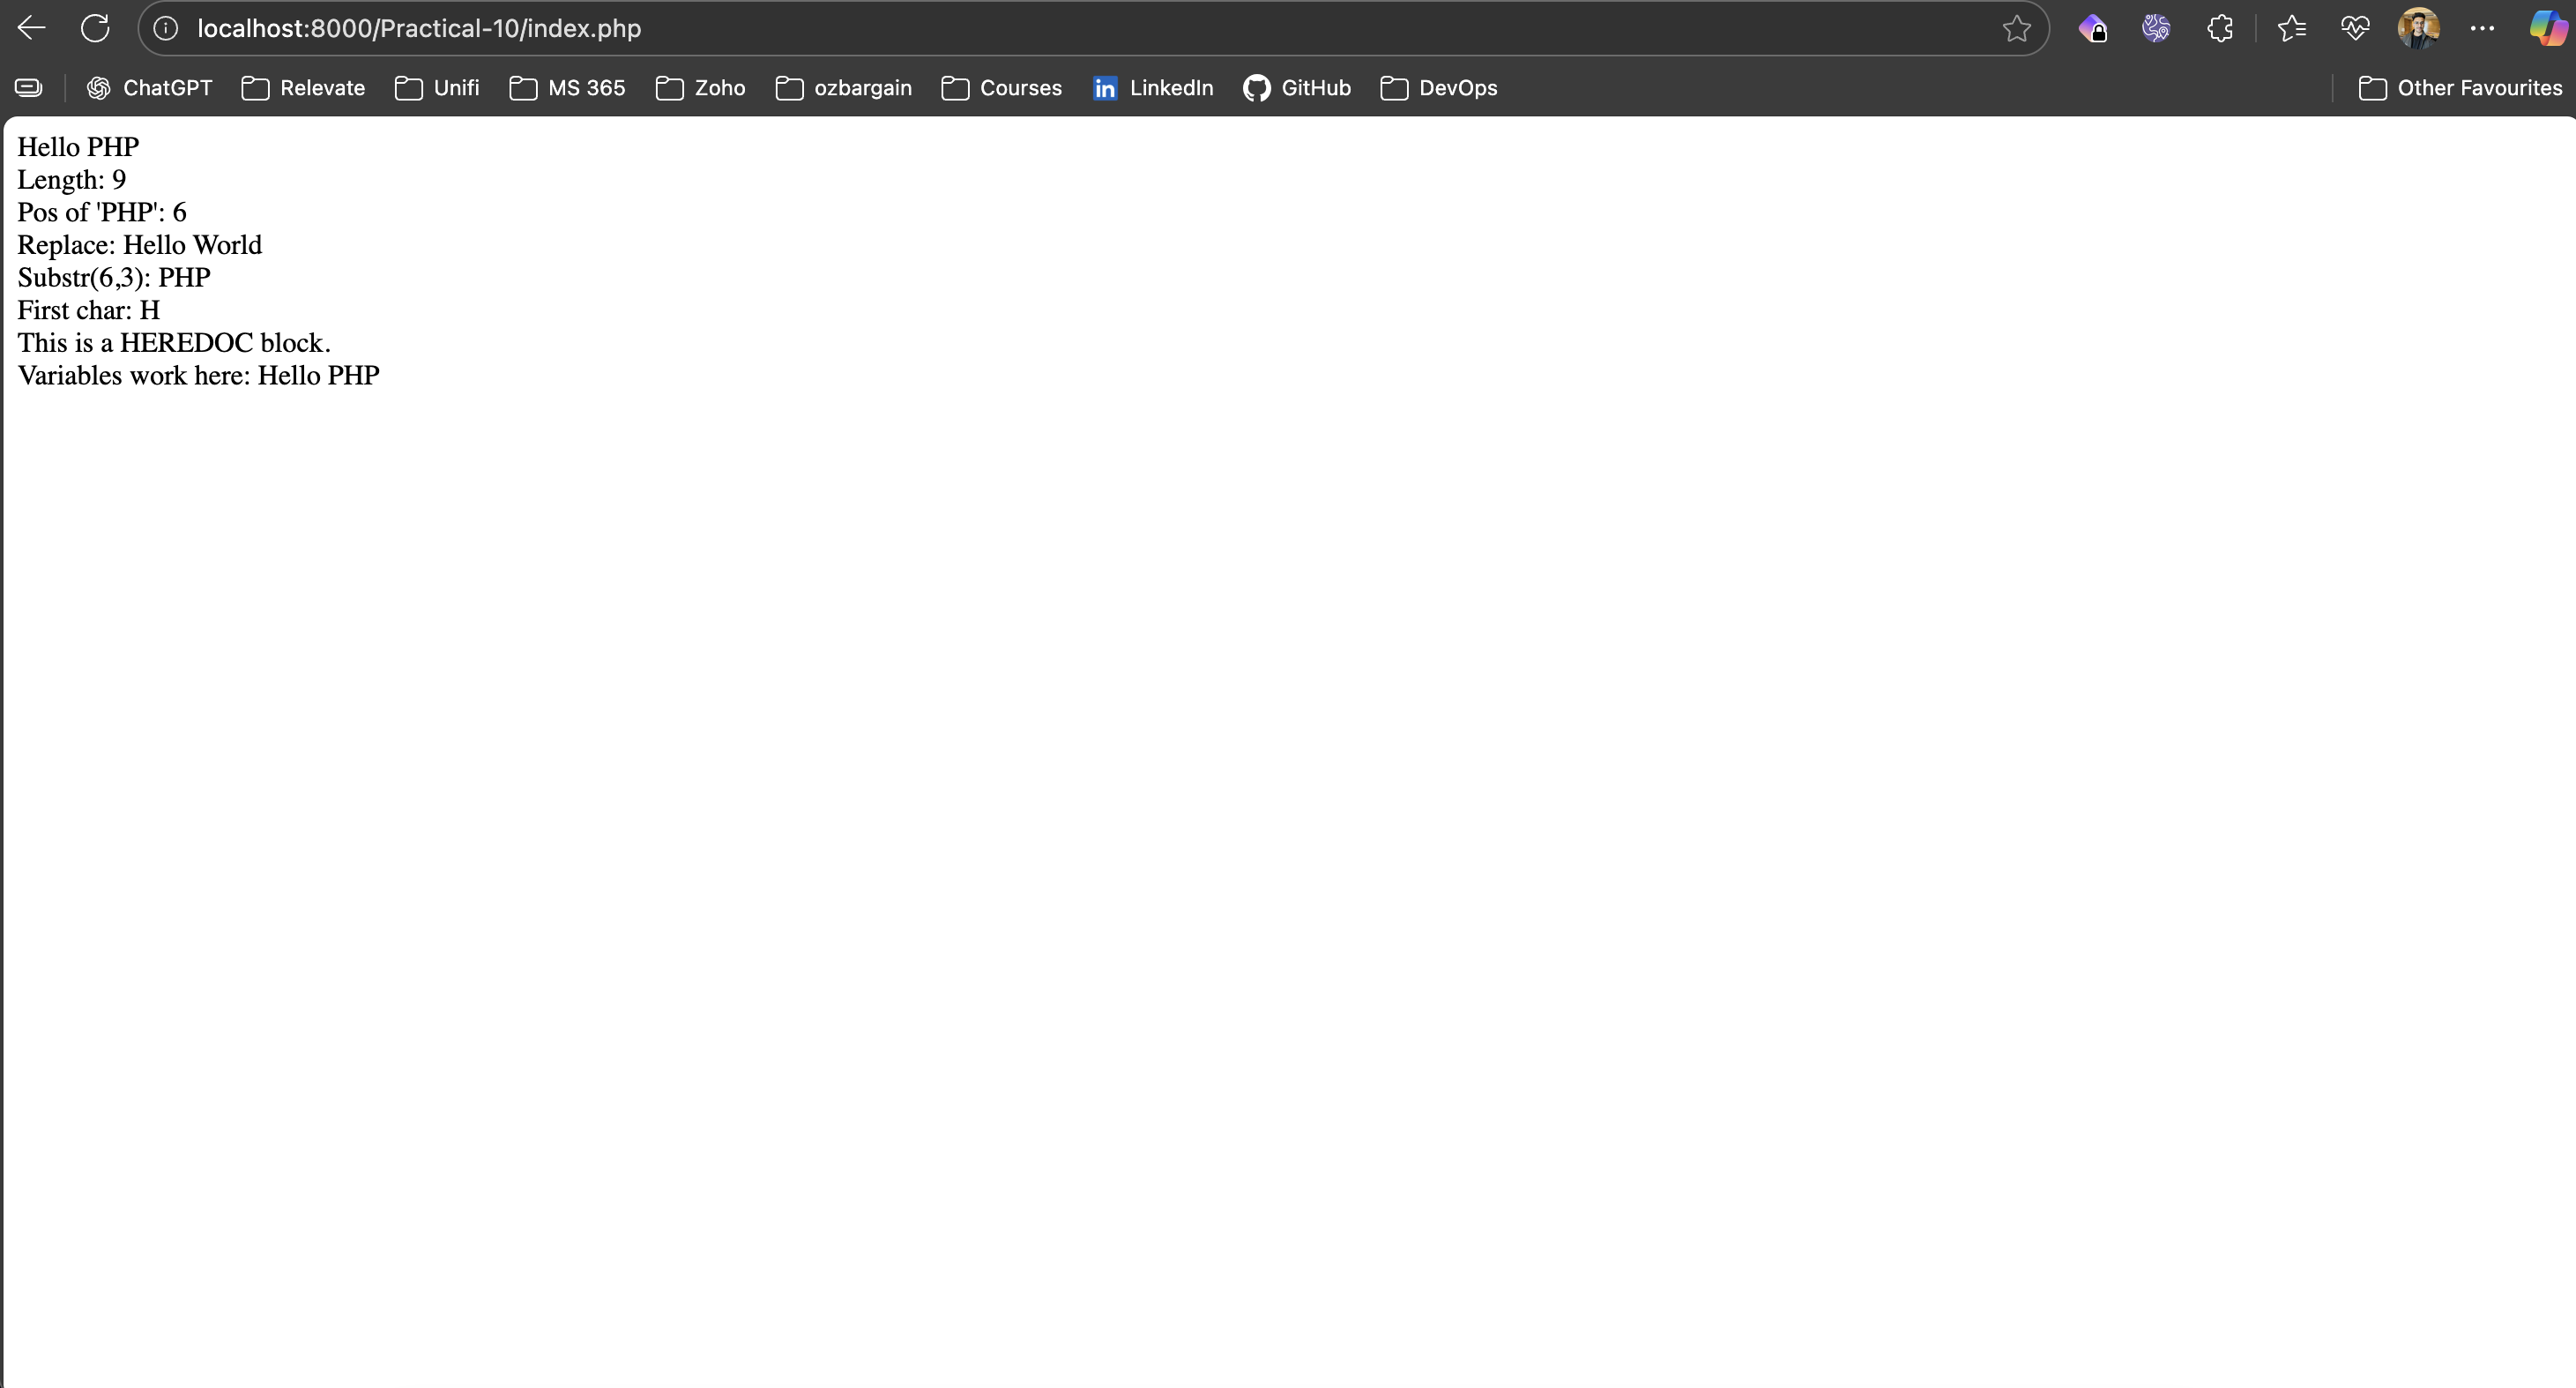 localhost:8000/Practical-10/index.php
ChatGPT Relevate Unifi MS 365 Zoho ozbargain Courses LinkedIn GitHub DevOps Other Favourites
Hello PHP
Length: 9
Pos of 'PHP': 6
Replace: Hello World
Substr(6,3): PHP
First char: H
This is a HEREDOC block.
Variables work here: Hello PHP